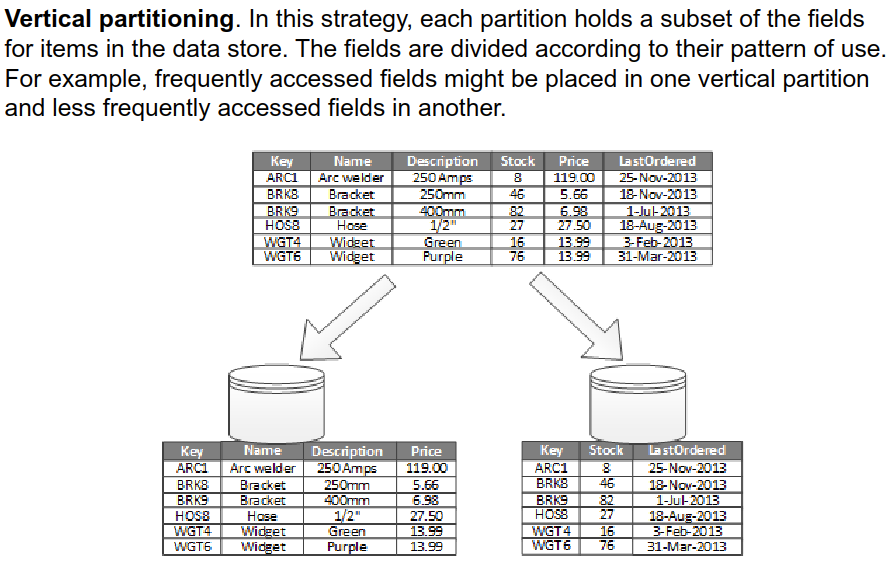 Vertical partitioning. In this strategy, each partition holds a subset of the fields
for items in the data store. The fields are divided according to their pattern of use.
For example, frequently accessed fields might be placed in one vertical partition
and less frequently accessed fields in another.
Key Name Description Stock Price LastOrdered
ARC1 Arc welder 250 Amps 8 119.00 25-Nov-2013
BRK8 Bracket 250mm 46 5.66 18-Nov-2013
BRK9 Bracket 400mm 82 6.98 1-Jul-2013
HOS8 Hose 1/2" 27 27.50 18-Aug-2013
WGT4 Widget Green 16 13.99 3-Feb-2013
WGT6 Widget Purple 76 13.99 31-Mar-2013
Key Name Description Price
ARC1 Arc welder 250 Amps 119.00
BRK8 Bracket 250mm 5.66
BRK9 Bracket 400mm 6.98
HOS8 Hose 1/2" 27.50
WGT4 Widget Green 13.99
WGT6 Widget Purple 13.99
Key Stock LastOrdered
ARC1 8 25-Nov-2013
BRK8 46 18-Nov-2013
BRK9 82 1-Jul-2013
HOS8 27 18-Aug-2013
WGT4 16 3-Feb-2013
WGT6 76 31-Mar-2013